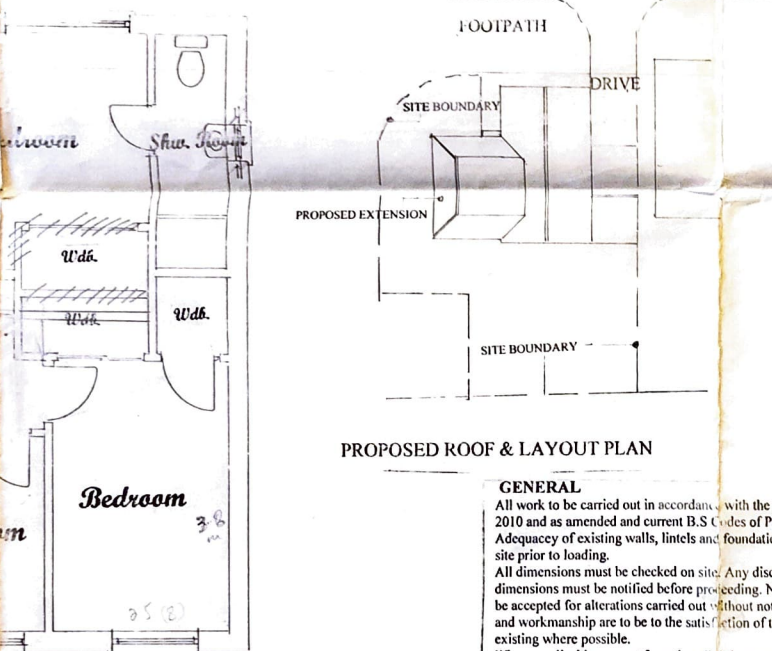 FOOTPATH
DRIVE
SITE BOUNDARY
Shw. Room
PROPOSED EXTENSION
Wdb.
Wdb.
Wdb.
SITE BOUNDARY
PROPOSED ROOF & LAYOUT PLAN
Bedroom
3.8
m
GENERAL
All work to be carried out in accordance with the
2010 and as amended and current B.S Codes of P
Adequacey of existing walls, lintels and foundatio
site prior to loading.
All dimensions must be checked on site. Any disc
dimensions must be notified before proceeding. N
be accepted for alterations carried out without not
and workmanship are to be to the satisfaction of t
existing where possible.